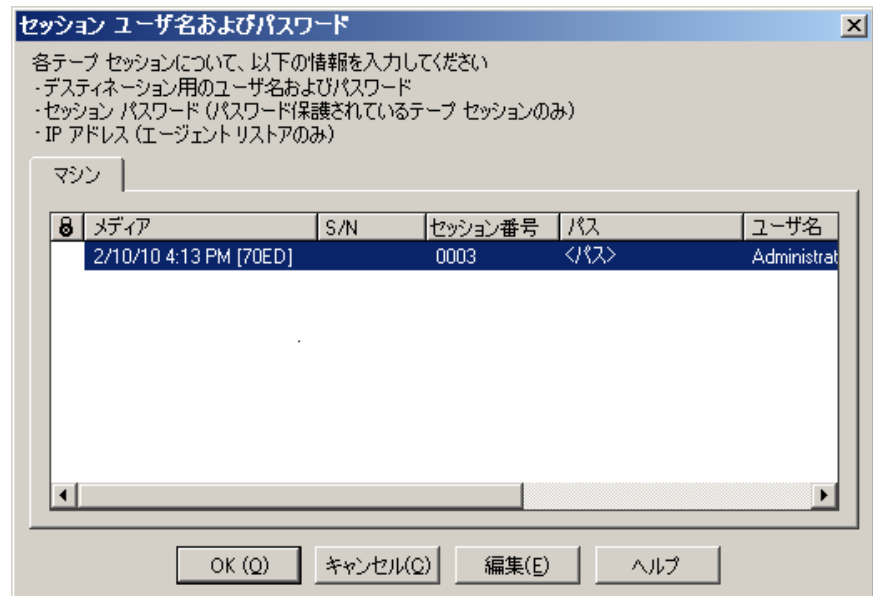 セッション ユーザ名およびパスワード
各テープ セッションについて、以下の情報を入力してください
・デスティネーション用のユーザ名およびパスワード
・セッション パスワード (パスワード保護されているテープ セッションのみ)
・IP アドレス (エージェント リストアのみ)
マシン
メディア S/N セッション番号 パス ユーザ名
2/10/10 4:13 PM [70ED] 0003 <パス> Administrat
OK (O) キャンセル(C) 編集(E) ヘルプ